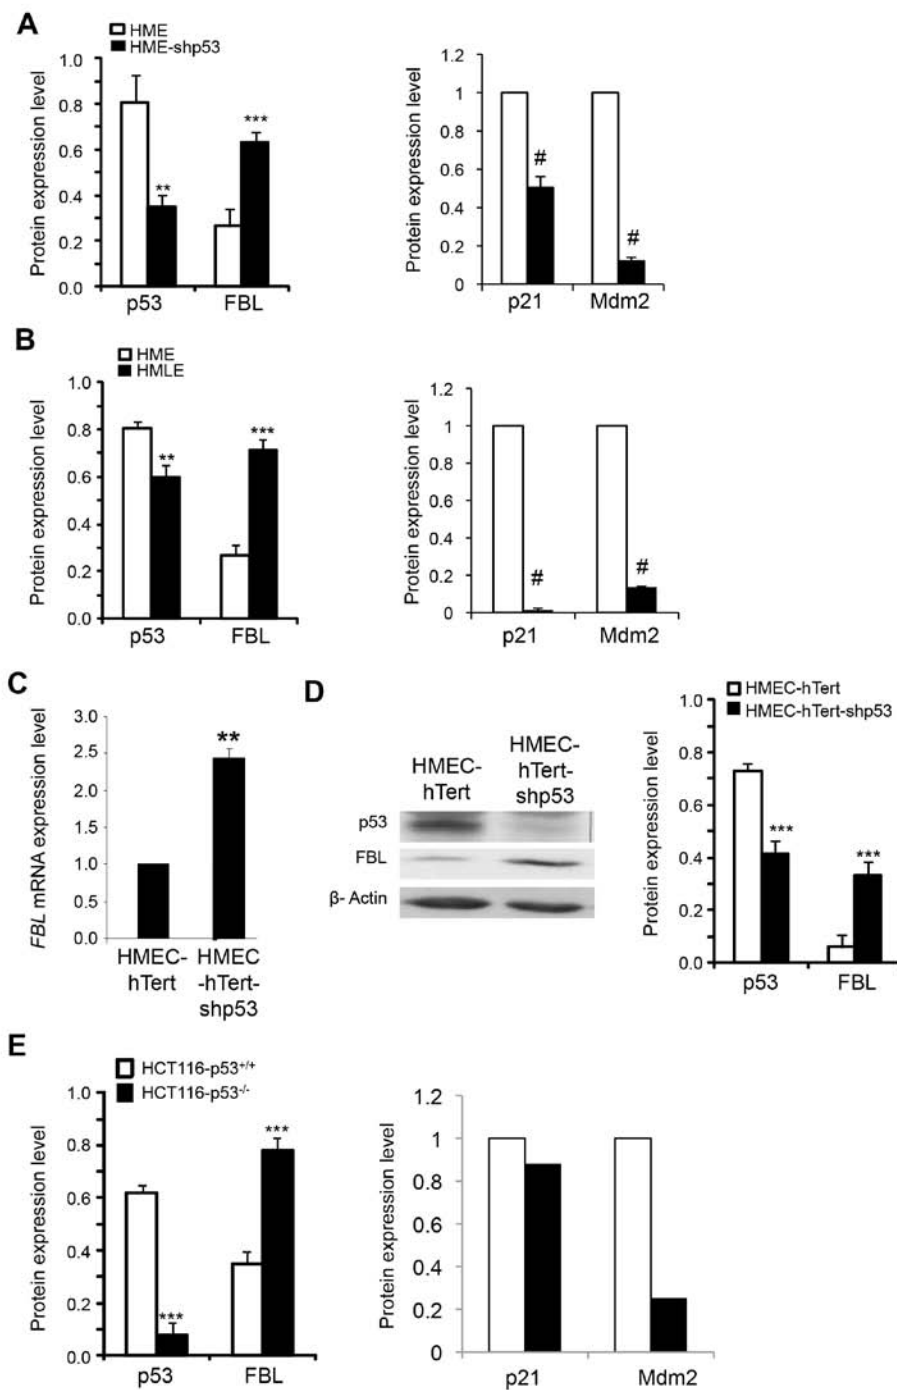 A
HME
HME-shp53
Protein expression level
1.0
0.8
0.6
0.4
0.2
0.0
**
***
p53 FBL
Protein expression level
1.2
1
0.8
0.6
0.4
0.2
0
#
#
p21 Mdm2
B
HME
HMLE
Protein expression level
1.0
0.8
0.6
0.4
0.2
0.0
**
***
p53 FBL
Protein expression level
1.2
1
0.8
0.6
0.4
0.2
0
#
#
p21 Mdm2
C
FBL mRNA expression level
3.0
2.5
2.0
1.5
1.0
0.5
0.0
**
HMEC-
hTert
HMEC
-hTert-
shp53
D
HMEC-
hTert
HMEC-
hTert-
shp53
p53
FBL
β- Actin
HMEC-hTert
HMEC-hTert-shp53
Protein expression level
1.0
0.8
0.6
0.4
0.2
0.0
***
***
p53 FBL
E
HCT116-p53+/+
HCT116-p53-/-
Protein expression level
1.0
0.8
0.6
0.4
0.2
0.0
***
***
p53 FBL
Protein expression level
1.2
1
0.8
0.6
0.4
0.2
0
p21 Mdm2